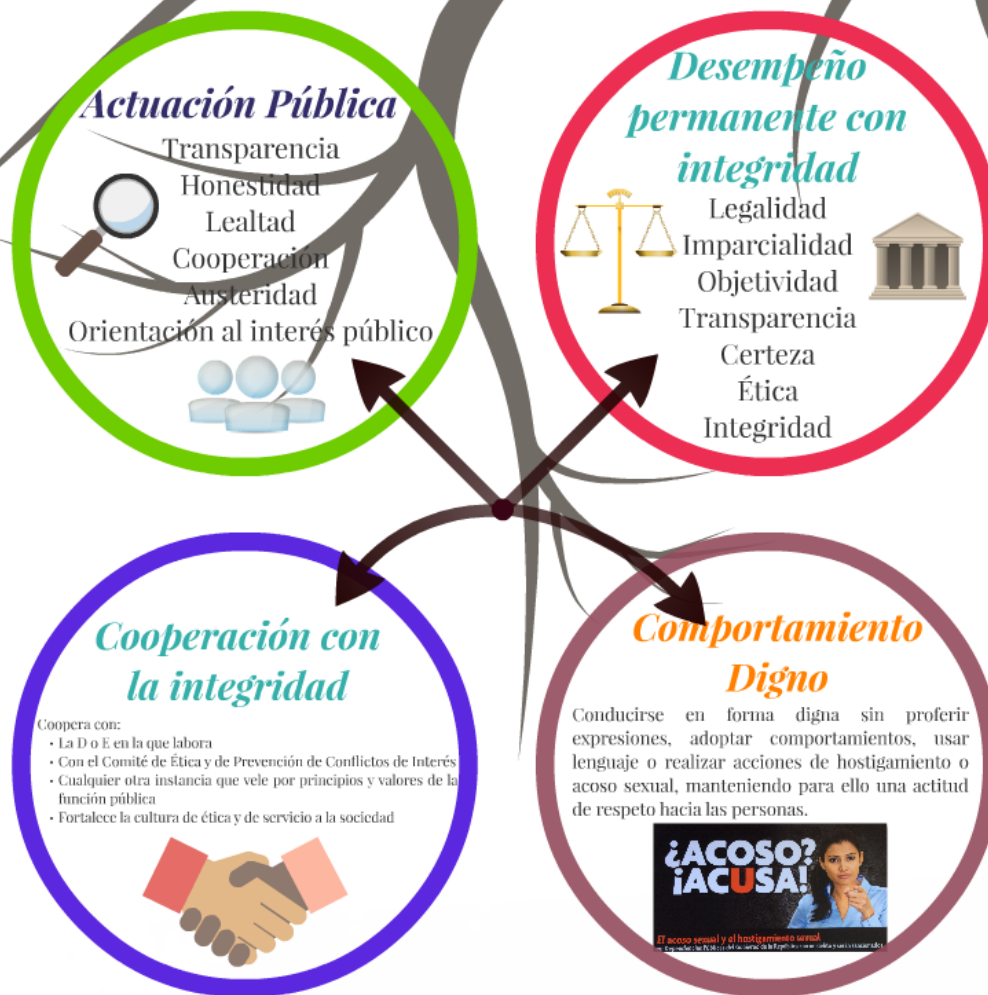 Actuación Pública
Transparencia
Honestidad
Lealtad
Cooperación
Austeridad
Orientación al interés público
Desempeño
permanente con
integridad
Legalidad
Imparcialidad
Objetividad
Transparencia
Certeza
Ética
Integridad
Cooperación con
la integridad
Coopera con:
• La D o E en la que labora
• Con el Comité de Ética y de Prevención de Conflictos de Interés
• Cualquier otra instancia que vele por principios y valores de la
función pública
• Fortalece la cultura de ética y de servicio a la sociedad
Comportamiento
Digno
Conducirse en forma digna sin proferir
expresiones, adoptar comportamientos, usar
lenguaje o realizar acciones de hostigamiento o
acoso sexual, manteniendo para ello una actitud
de respeto hacia las personas.
¿ACOSO?
¡ACUSA!
El acoso sexual y el hostigamiento sexual